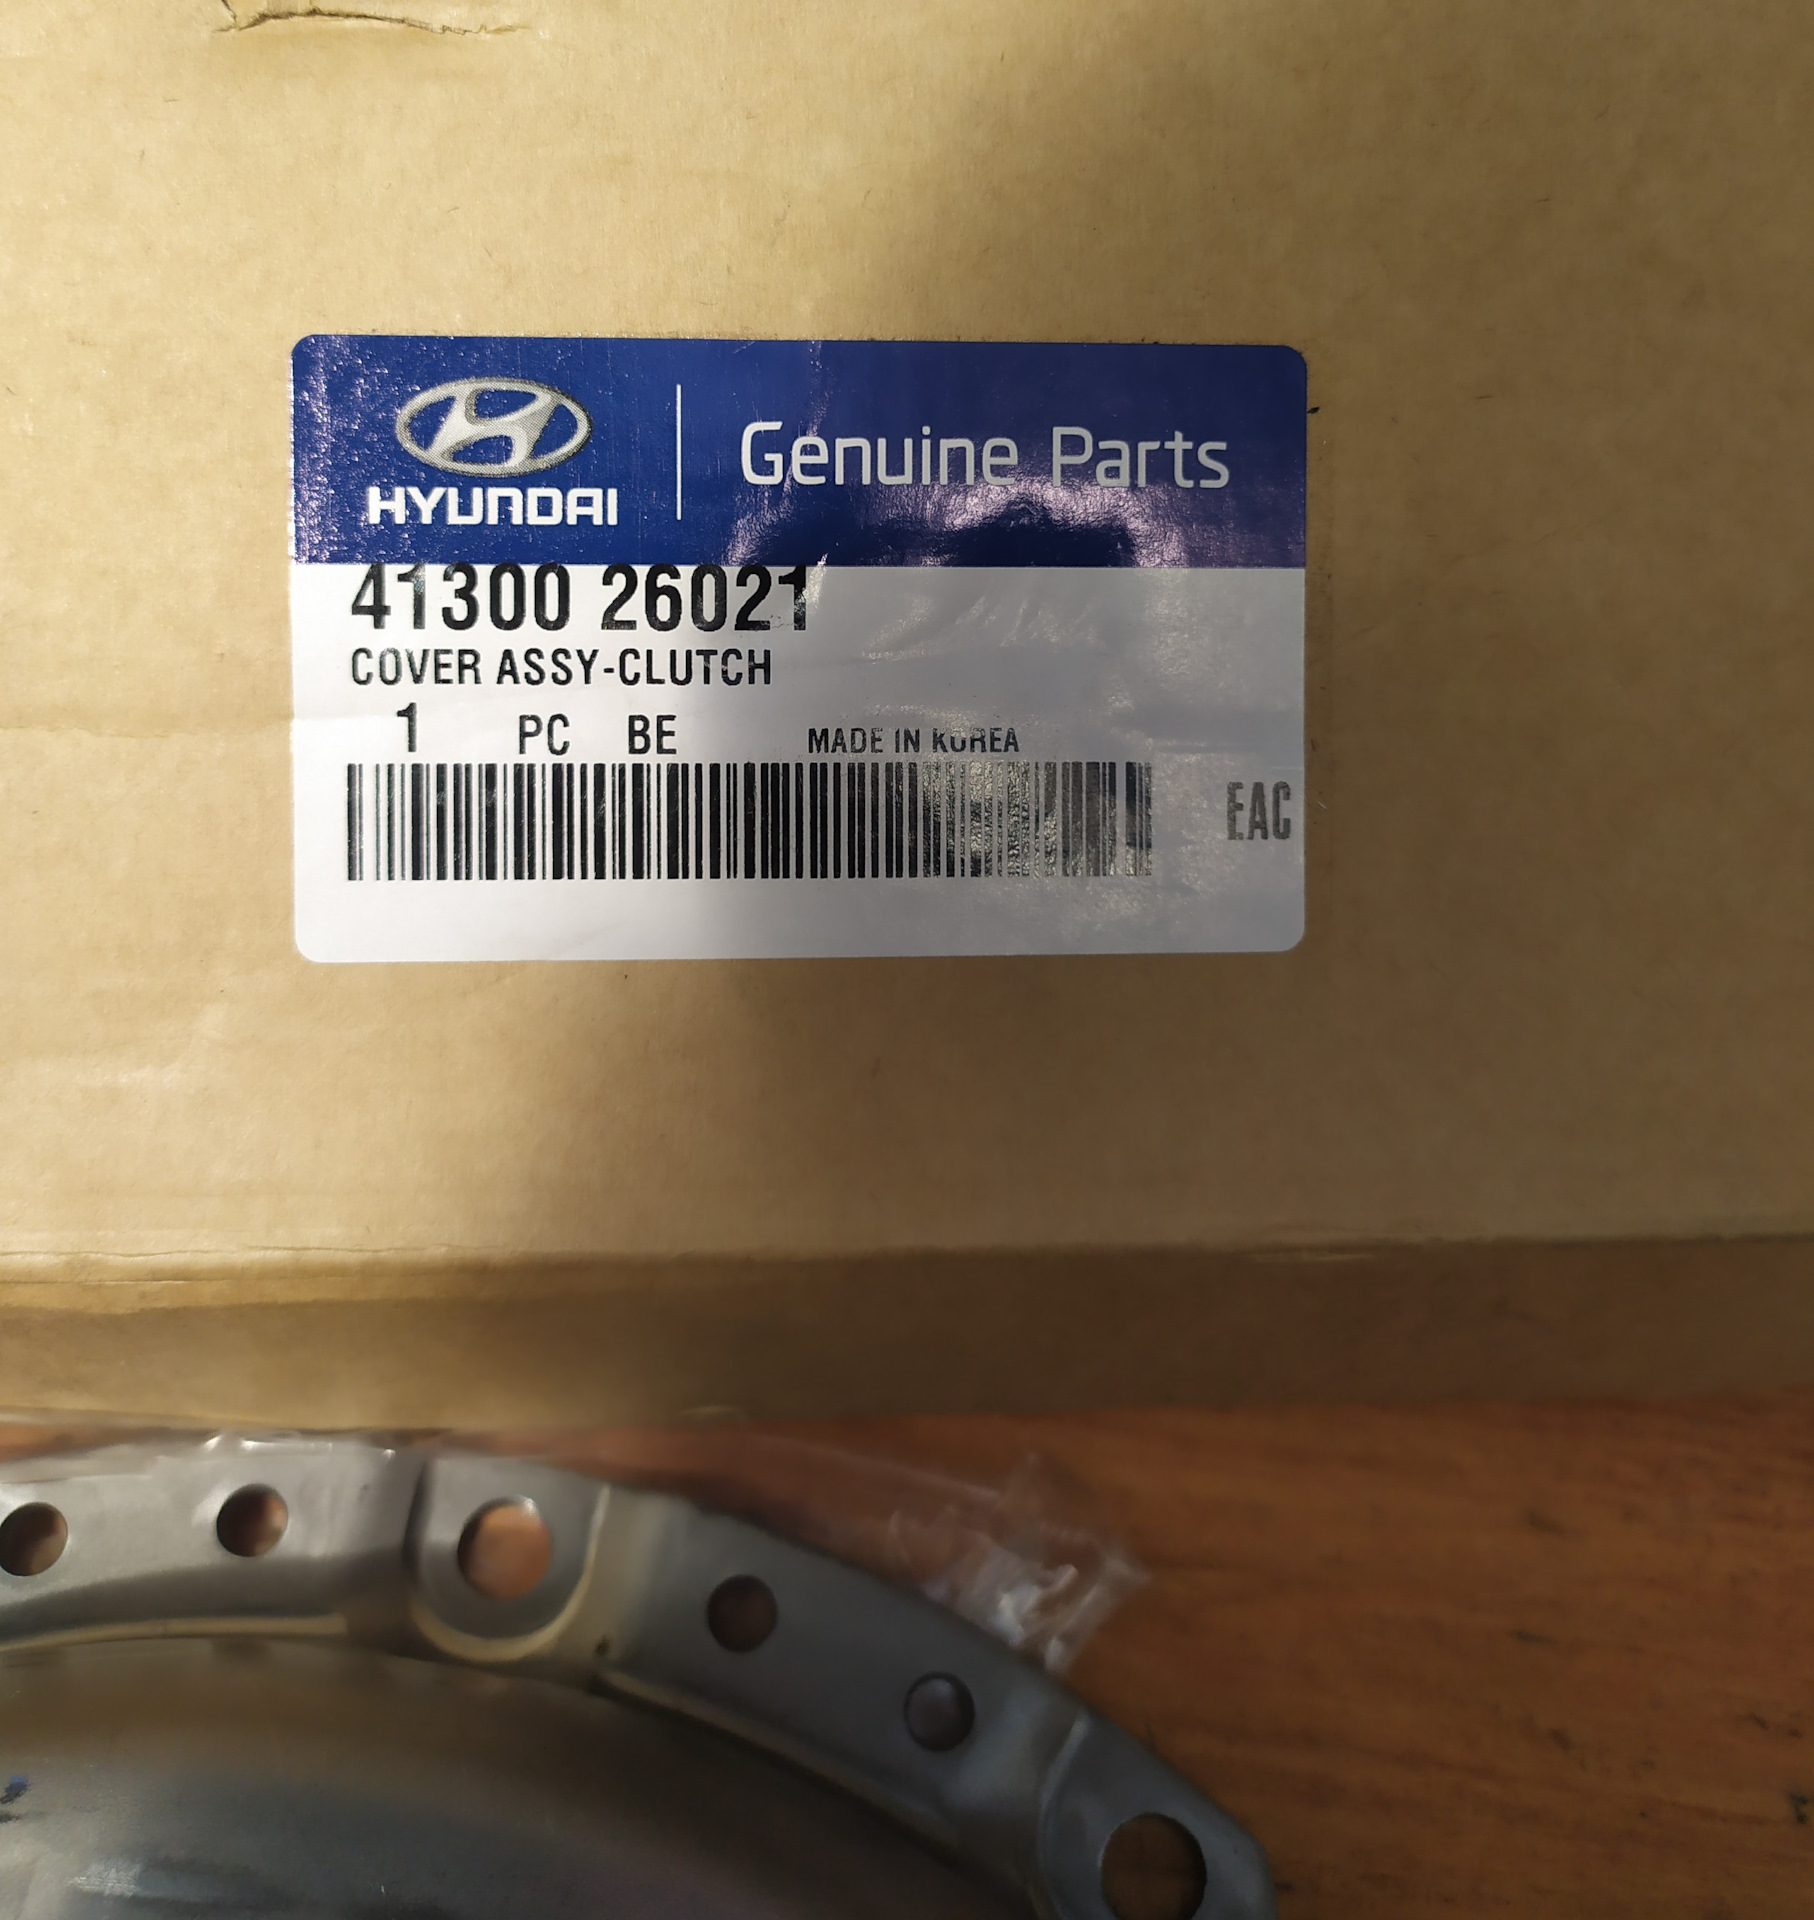 HYUNDAI
Genuine Parts
41300 26021
COVER ASSY-CLUTCH
1 PC BE MADE IN KOREA
EAC